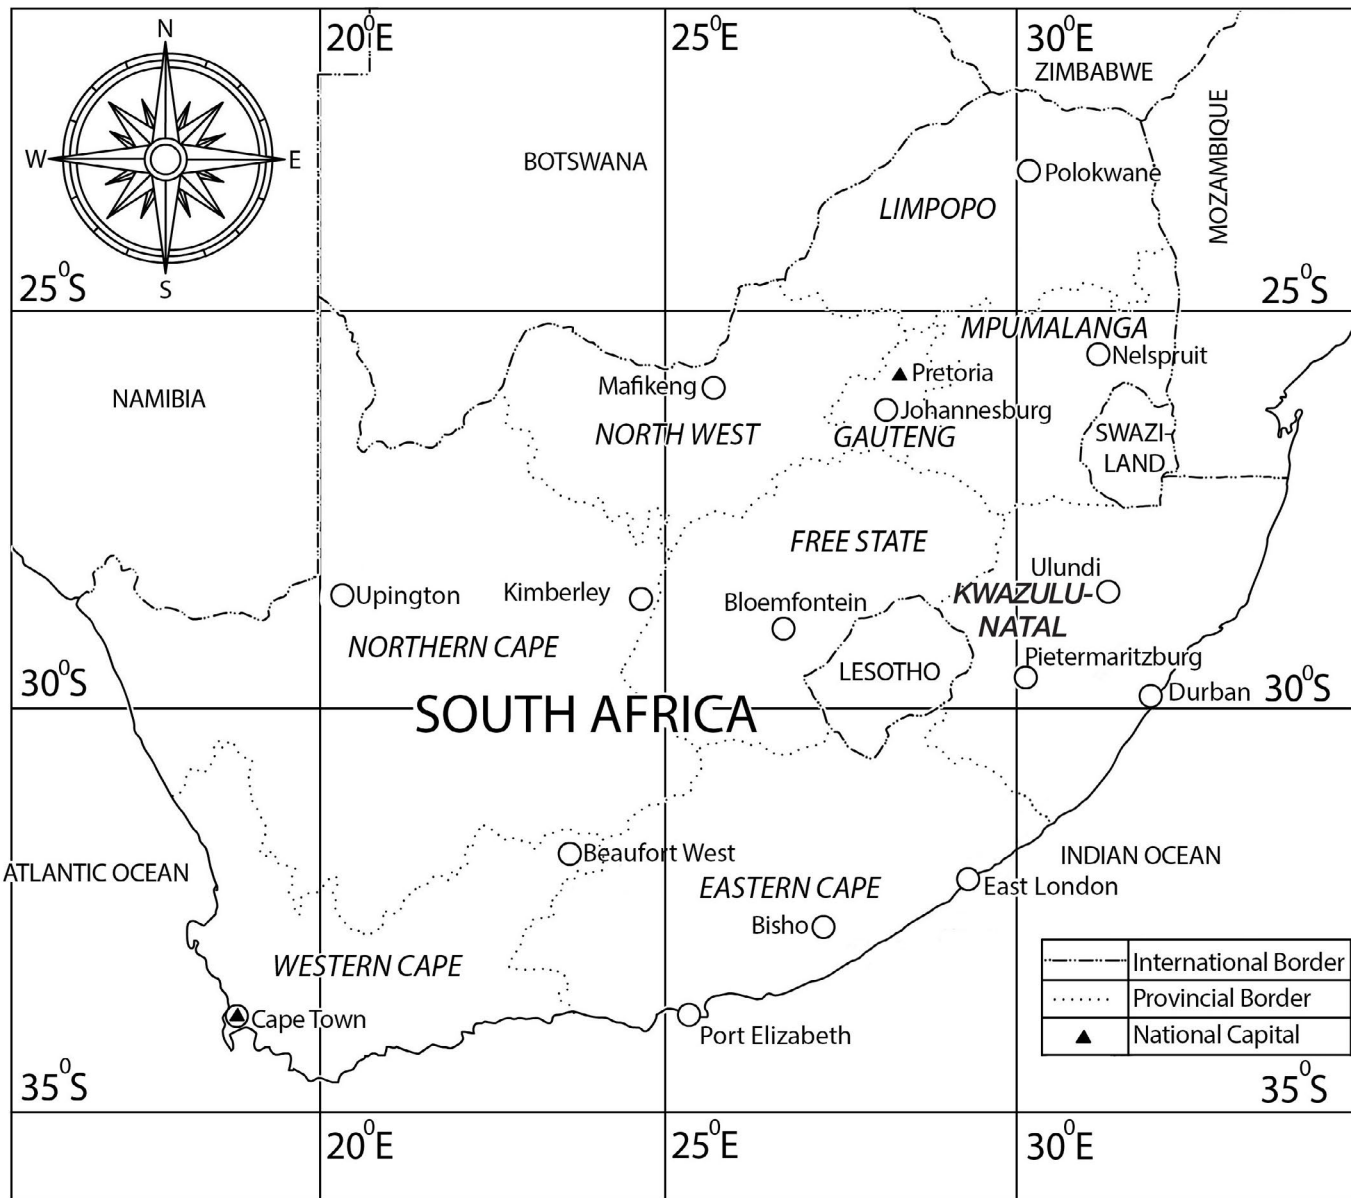 N
W
E
S
20⁰E
25⁰E
30⁰E
ZIMBABWE
MOZAMBIQUE
BOTSWANA
Polokwane
LIMPOPO
25⁰S
25⁰S
MPUMALANGA
Nelspruit
Pretoria
Mafikeng
NAMIBIA
Johannesburg
NORTH WEST
GAUTENG
SWAZI-
LAND
FREE STATE
Ulundi
Upington
Kimberley
Bloemfontein
KWAZULU-
NATAL
NORTHERN CAPE
LESOTHO
Pietermaritzburg
30⁰S
Durban
30⁰S
SOUTH AFRICA
Beaufort West
INDIAN OCEAN
ATLANTIC OCEAN
EASTERN CAPE
East London
Bisho
WESTERN CAPE
International Border
Provincial Border
National Capital
Cape Town
Port Elizabeth
35⁰S
35⁰S
20⁰E
25⁰E
30⁰E